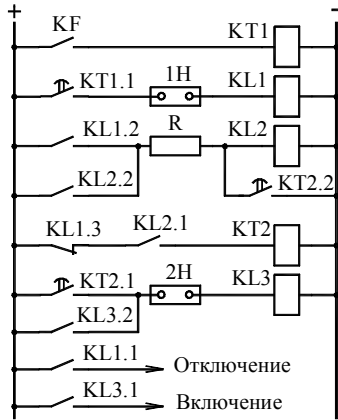 + −
KF KT1
KT1.1 1H KL1
KL1.2 R KL2
KL2.2 KT2.2
KL1.3 KL2.1 KT2
KT2.1 2H KL3
KL3.2
KL1.1 Отключение
KL3.1 Включение